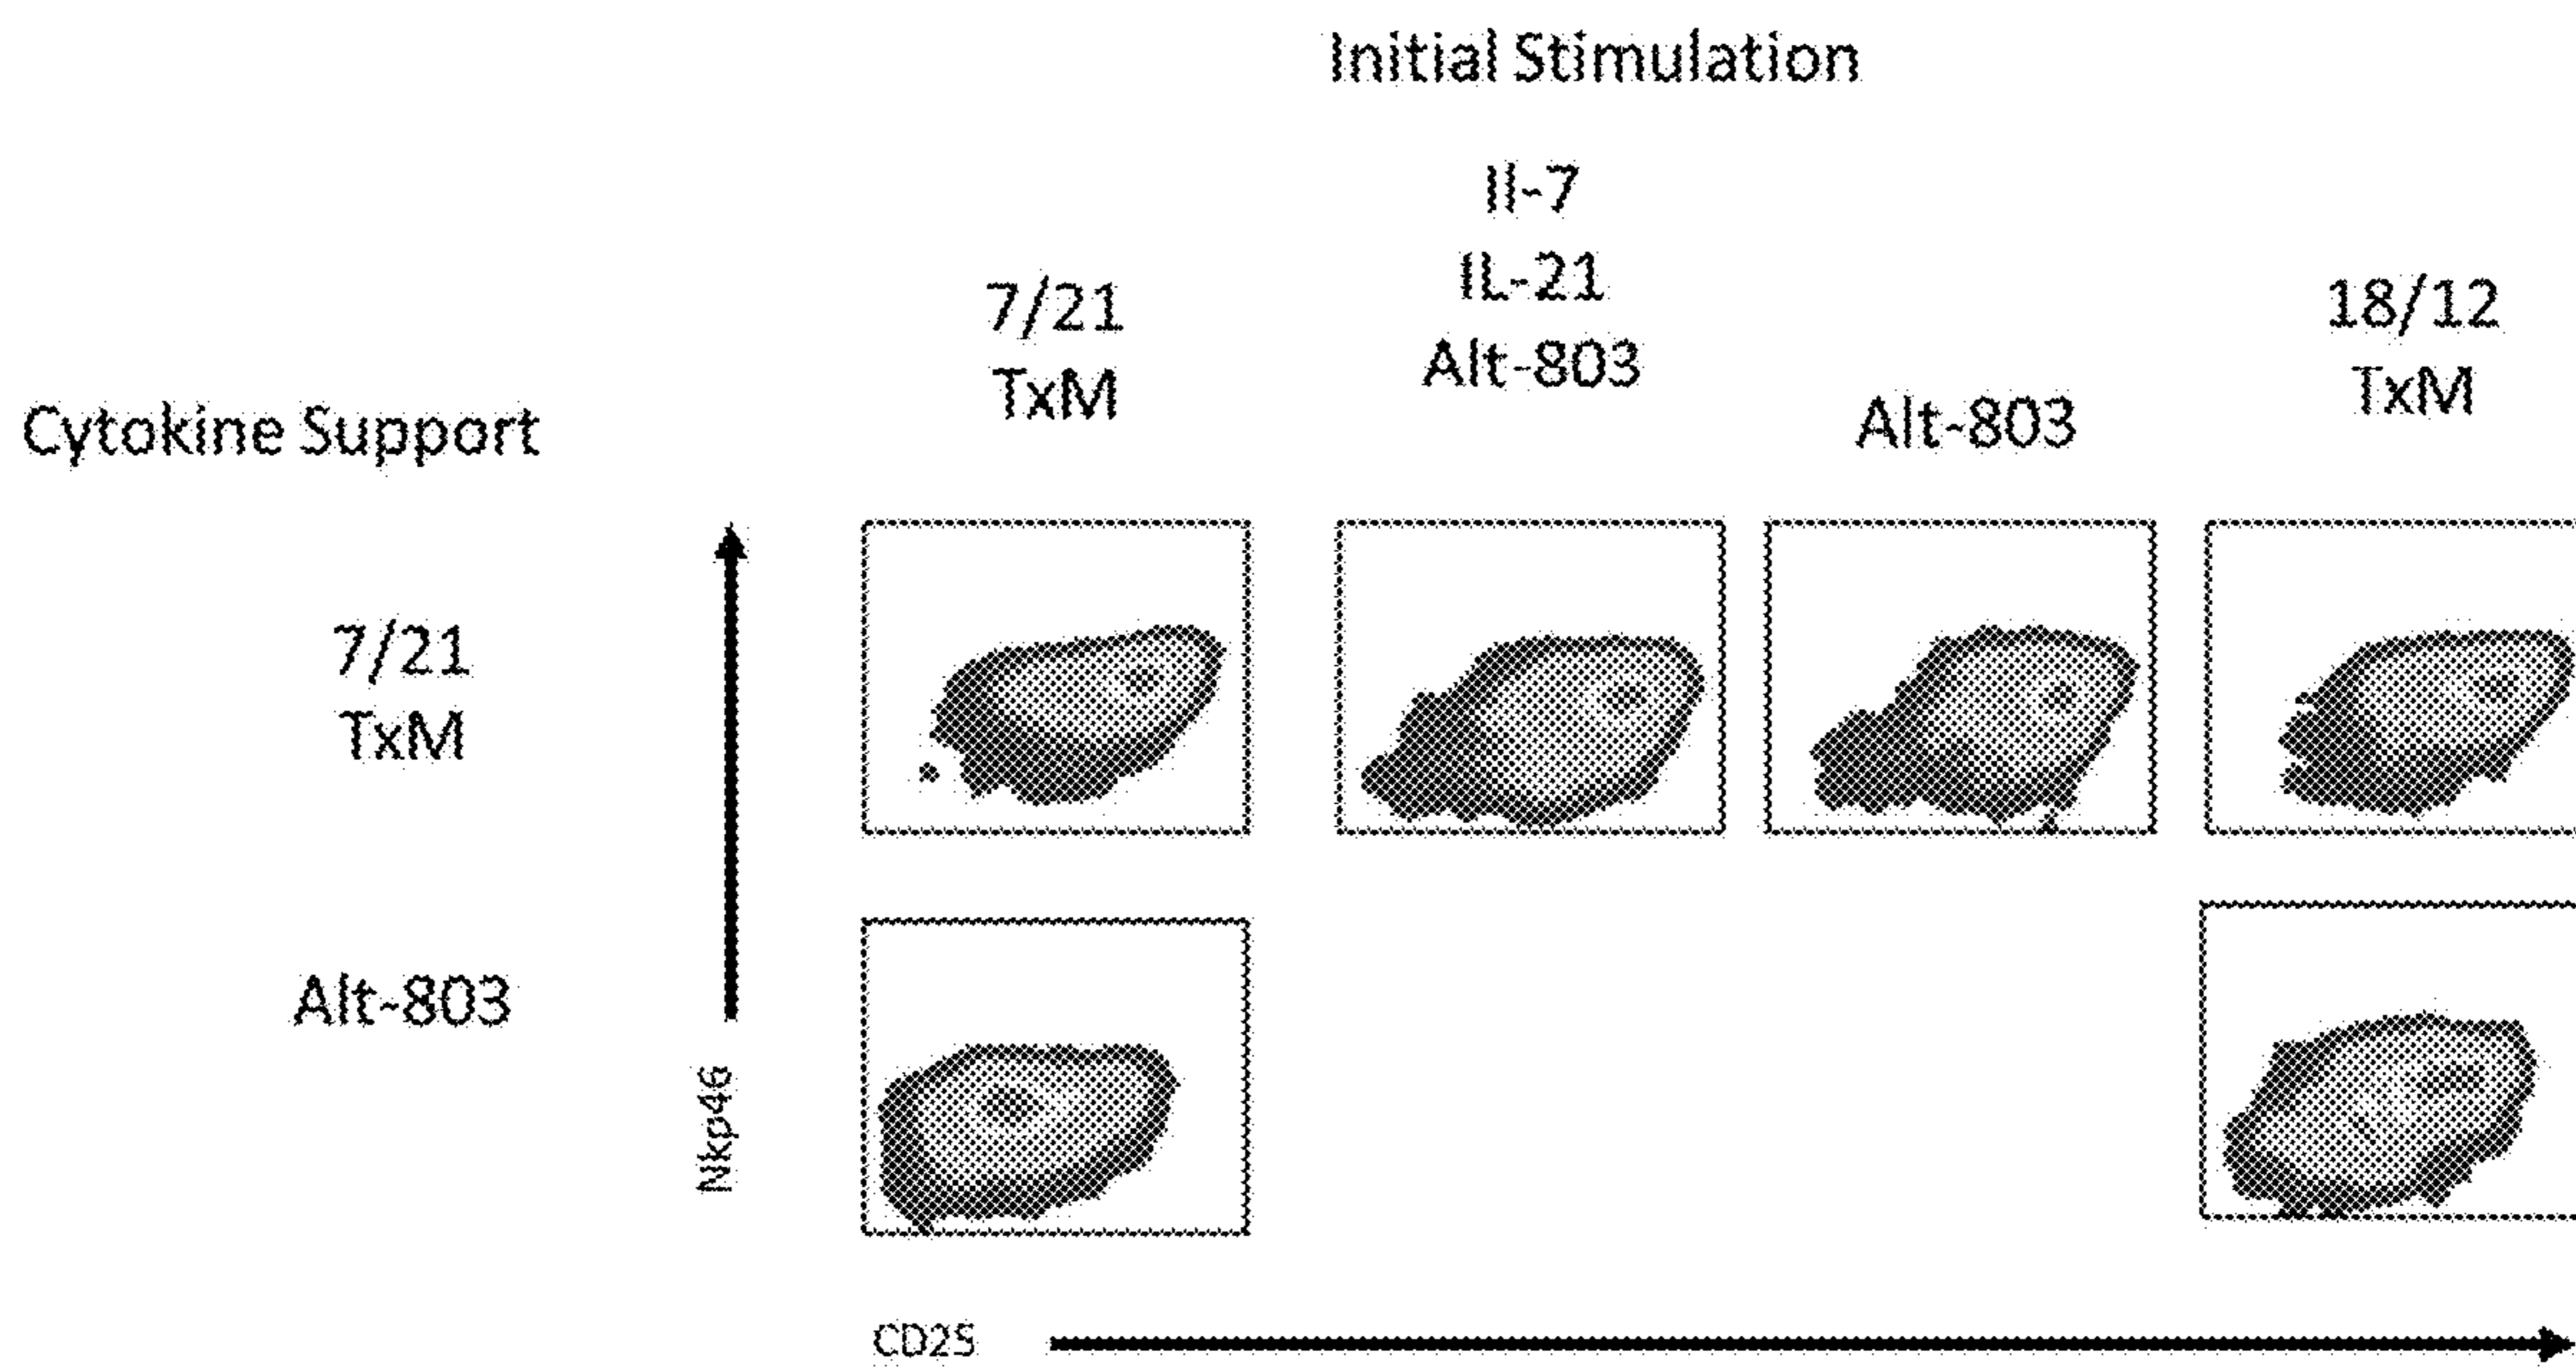 Initial Stimulation
Il-7
IL-21
Alt-803
7/21
TxM
Alt-803
18/12
TxM
Cytokine Support
7/21
TxM
Alt-803
Nkp46
CD25